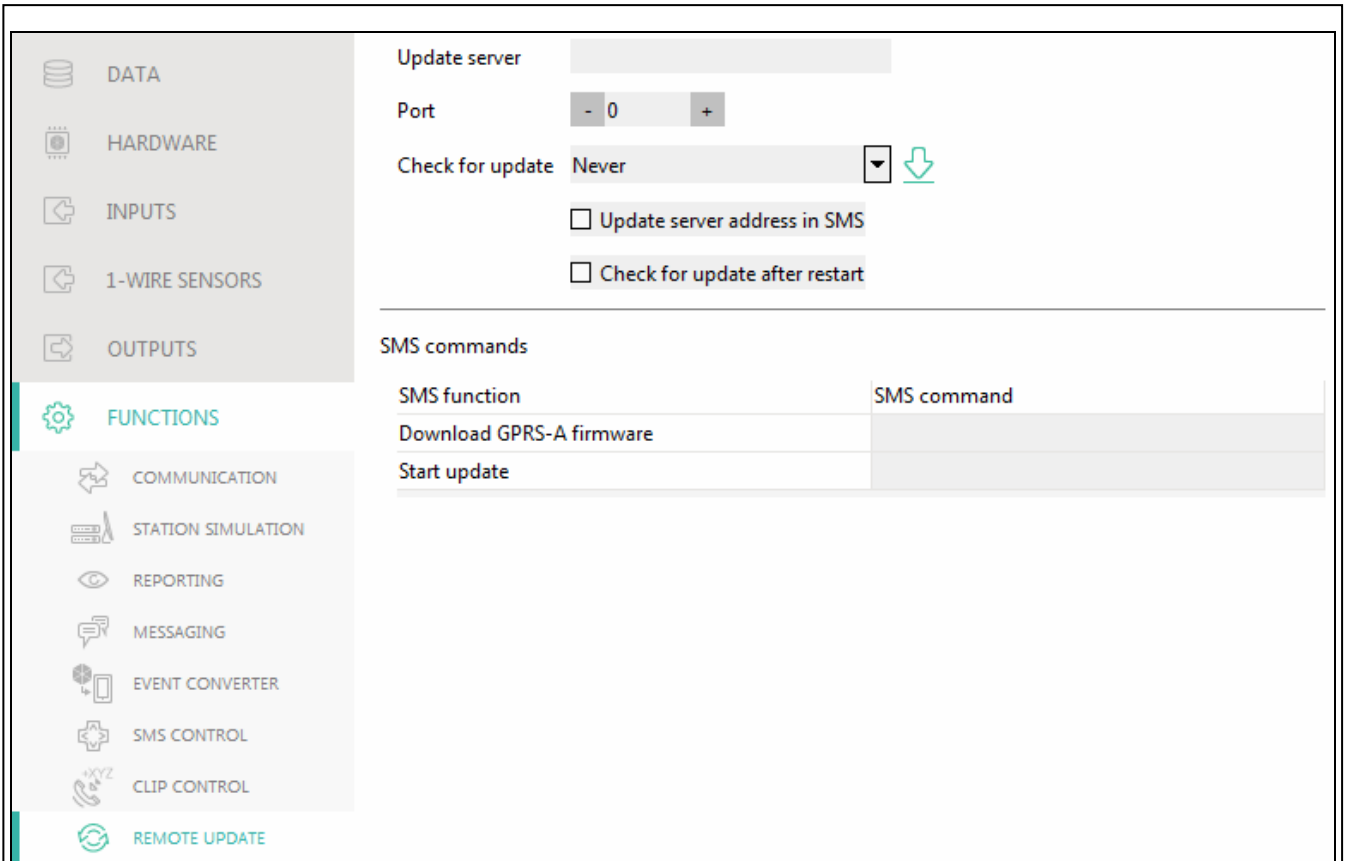 DATA
HARDWARE
INPUTS
1-WIRE SENSORS
OUTPUTS
FUNCTIONS
COMMUNICATION
STATION SIMULATION
REPORTING
MESSAGING
EVENT CONVERTER
SMS CONTROL
+XYZ
CLIP CONTROL
REMOTE UPDATE
Update server
Port - 0 +
Check for update Never
Update server address in SMS
Check for update after restart
SMS commands
SMS function SMS command
Download GPRS-A firmware
Start update